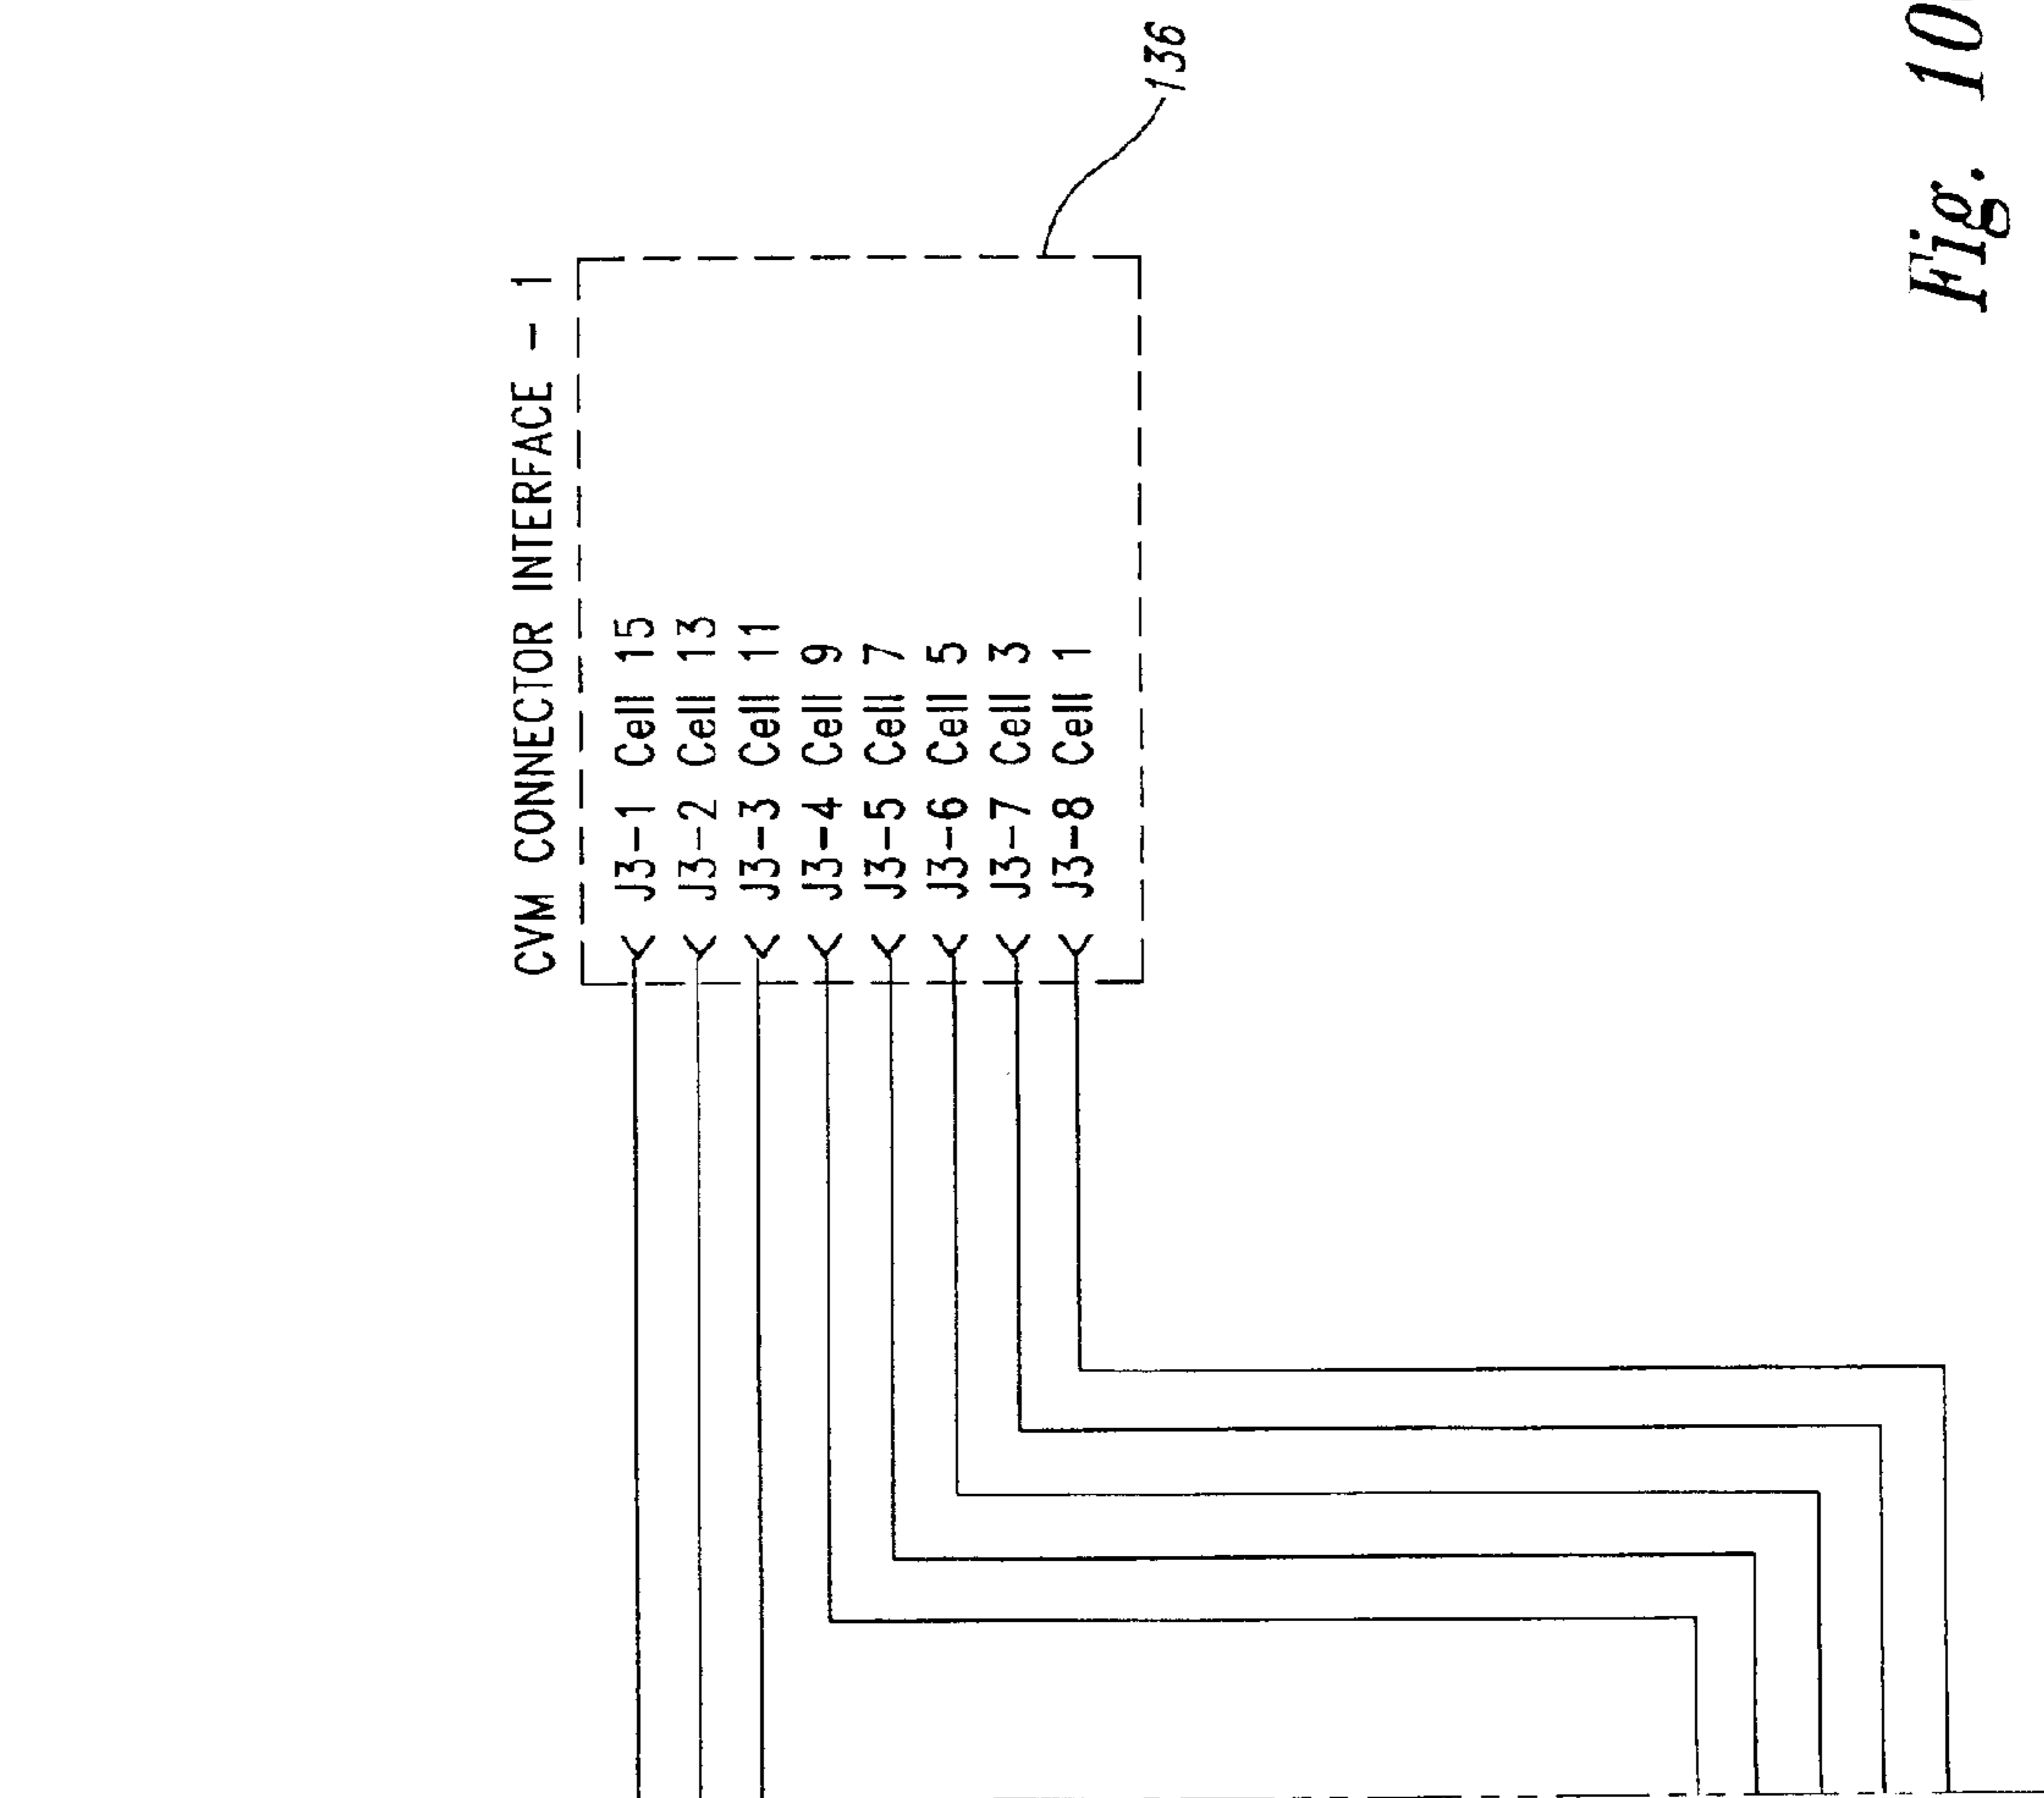 CVM CONNECTOR INTERFACE - 1
J3-1 Cell 15
J3-2 Cell 13
J3-3 Cell 11
J3-4 Cell 9
J3-5 Cell 7
J3-6 Cell 5
J3-7 Cell 3
J3-8 Cell 1
136
Fig. 10